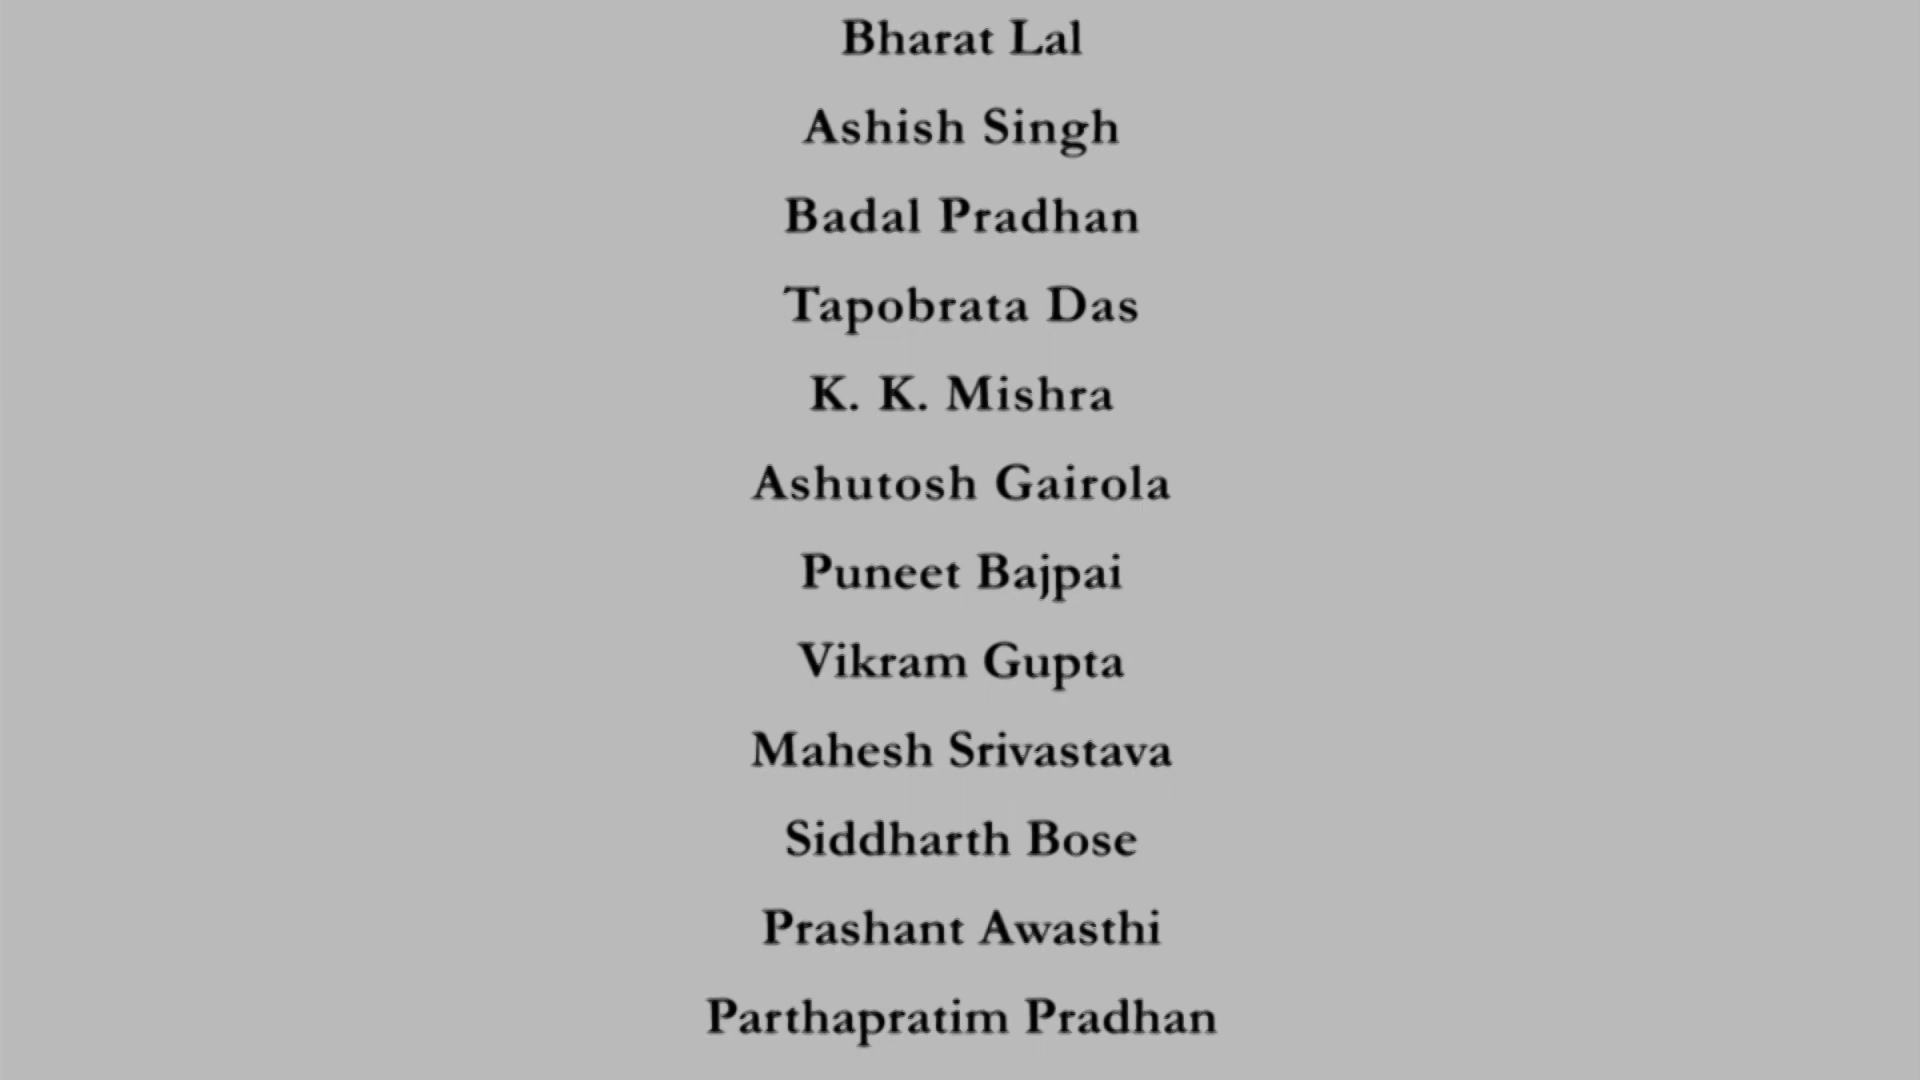 Bharat Lal
Ashish Singh
Badal Pradhan
Tapobrata Das
K. K. Mishra
Ashutosh Gairola
Puneet Bajpai
Vikram Gupta
Mahesh Srivastava
Siddharth Bose
Prashant Awasthi
Parthapratim Pradhan